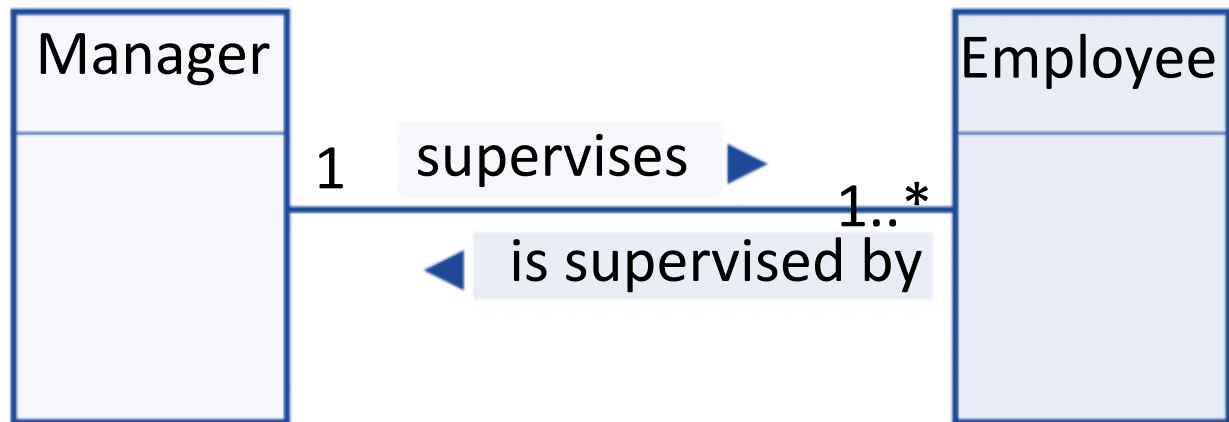 Manager
Employee
1
supervises
1..*
is supervised by